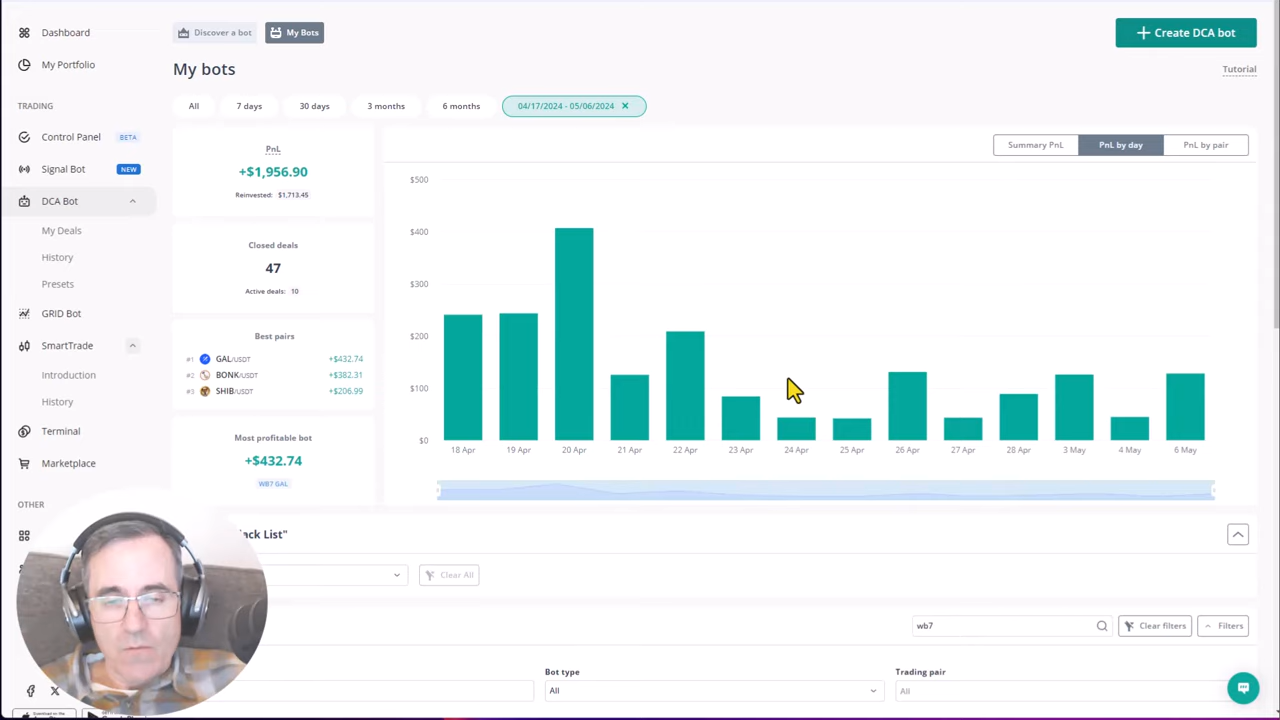 Dashboard
My Portfolio
TRADING
Control Panel BETA
Signal Bot NEW
DCA Bot
My Deals
History
Presets
GRID Bot
SmartTrade
Introduction
History
Terminal
Marketplace
OTHER
Discover a bot
My Bots
Create DCA bot
My bots
Tutorial
All
7 days
30 days
3 months
6 months
04/17/2024 - 05/06/2024
PnL
+$1,956.90
Reinvested: $1,713.45
Closed deals
47
Active deals: 10
Best pairs
#1 GAL/USDT +$432.74
#2 BONK/USDT +$382.31
#3 SHIB/USDT +$206.99
Most profitable bot
+$432.74
WB7 GAL
Summary PnL
PnL by day
PnL by pair
$500
$400
$300
$200
$100
$0
18 Apr
19 Apr
20 Apr
21 Apr
22 Apr
23 Apr
24 Apr
25 Apr
26 Apr
27 Apr
28 Apr
3 May
4 May
6 May
List"
Clear All
wb7
Clear filters
Filters
Bot type
All
Trading pair
All